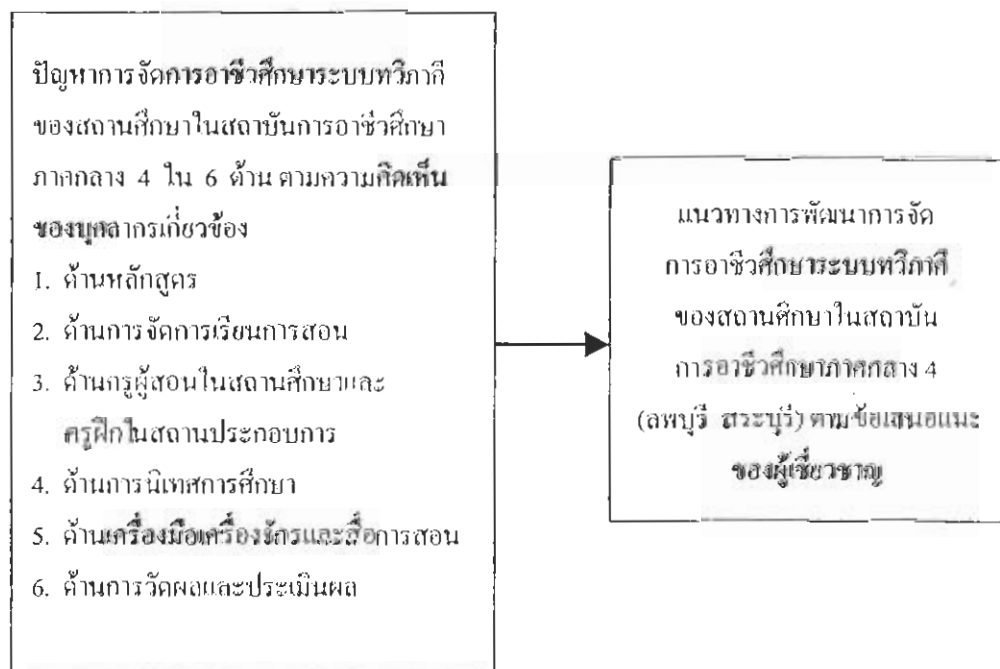 ปัญหาการจัดการอาชีวศึกษาระบบทวิภาคี
ของสถานศึกษาในสถาบันการอาชีวศึกษา
ภาคกลาง 4 ใน 6 ด้าน ตามความคิดเห็น
ของบุคลากรเกี่ยวข้อง
1. ด้านหลักสูตร
2. ด้านการจัดการเรียนการสอน
3. ด้านครูผู้สอนในสถานศึกษาและ
ครูฝึกในสถานประกอบการ
4. ด้านการนิเทศการศึกษา
5. ด้านเครื่องมือเครื่องจักรและสื่อการสอน
6. ด้านการวัดผลและประเมินผล
แนวทางการพัฒนาการจัด
การอาชีวศึกษาระบบทวิภาคี
ของสถานศึกษาในสถาบัน
การอาชีวศึกษาภาคกลาง 4
(ลพบุรี สระบุรี) ตามข้อเสนอแนะ
ของผู้เชี่ยวชาญ